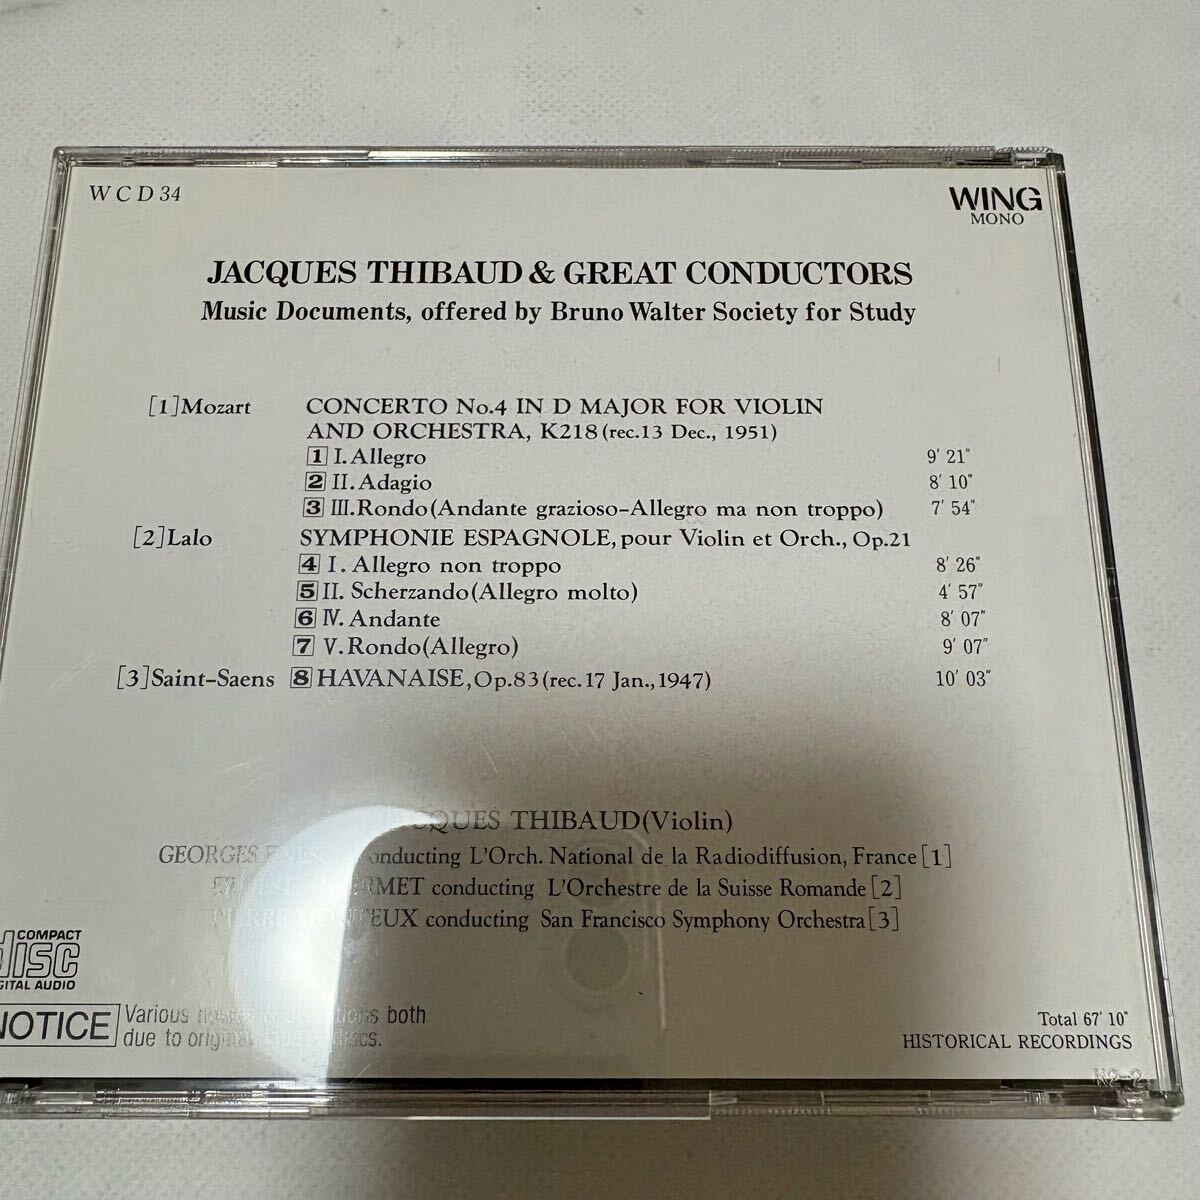 WCD34
WING
MONO
JACQUES THIBAUD & GREAT CONDUCTORS
Music Documents, offered by Bruno Walter Society for Study
[1]Mozart CONCERTO No.4 IN D MAJOR FOR VIOLIN
AND ORCHESTRA, K218(rec.13 Dec., 1951)
1 I.Allegro 9' 21"
2 II.Adagio 8' 10"
3 III.Rondo(Andante grazioso-Allegro ma non troppo) 7' 54"
[2]Lalo SYMPHONIE ESPAGNOLE, pour Violin et Orch., Op.21
4 I. Allegro non troppo 8' 26"
5 II. Scherzando(Allegro molto) 4' 57"
6 IV. Andante 8' 07"
7 V. Rondo(Allegro) 9' 07"
[3]Saint-Saens 8 HAVANAISE, Op.83(rec.17 Jan., 1947) 10' 03"
JACQUES THIBAUD(Violin)
GEORGES conducting L'Orch. National de la Radiodiffusion, France[1]
conducting L'Orchestre de la Suisse Romande[2]
PIERRE MONTEUX conducting San Francisco Symphony Orchestra[3]
COMPACT
disc
DIGITAL AUDIO
NOTICE
Various both
due to original discs.
Total 67' 10"
HISTORICAL RECORDINGS